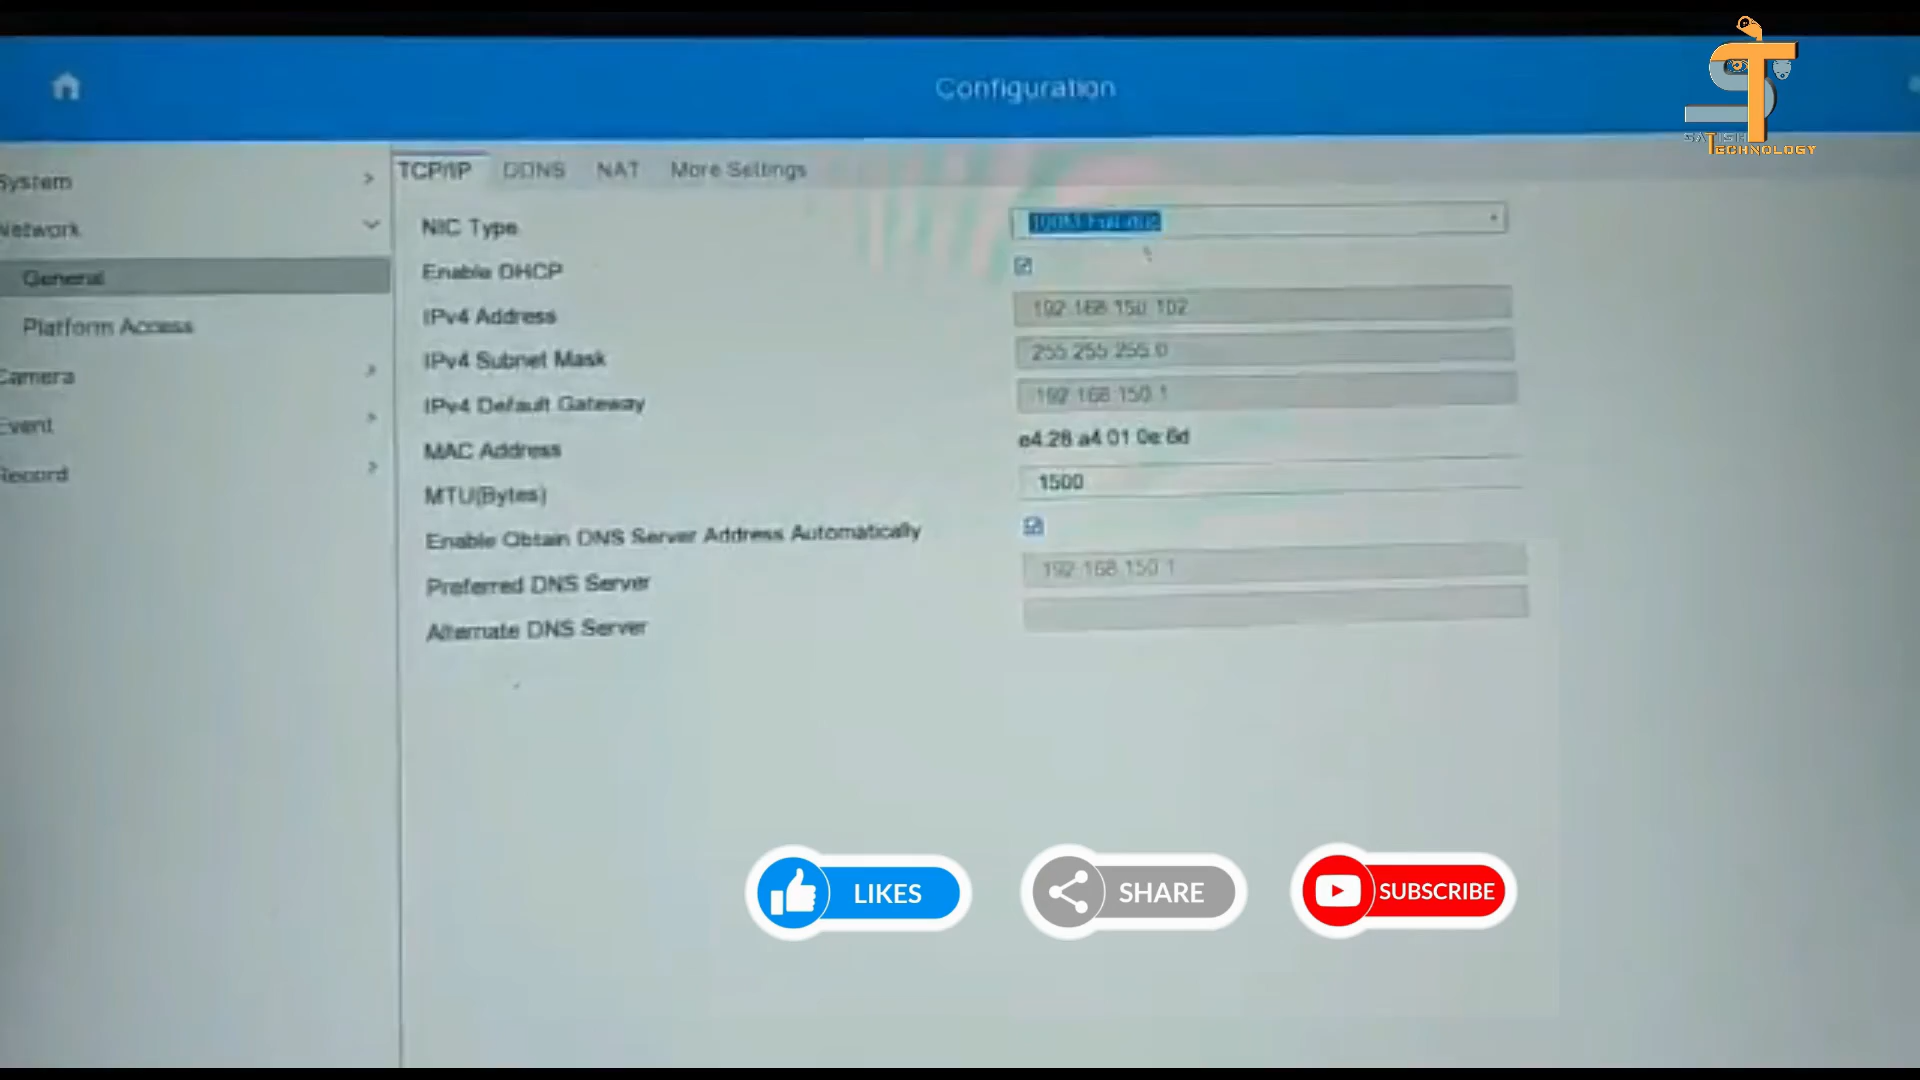 Configuration
SATISH
TECHNOLOGY
System
Network
General
Platform Access
Camera
Event
Record
TCP/IP DDNS NAT More Settings
NIC Type
Enable DHCP
IPv4 Address 192.168.150.102
IPv4 Subnet Mask 255.255.255.0
IPv4 Default Gateway 192.168.150.1
MAC Address e4:28:a4:01:0e:6d
MTU(Bytes) 1500
Enable Obtain DNS Server Address Automatically
Preferred DNS Server 192.168.150.1
Alternate DNS Server
LIKES SHARE SUBSCRIBE